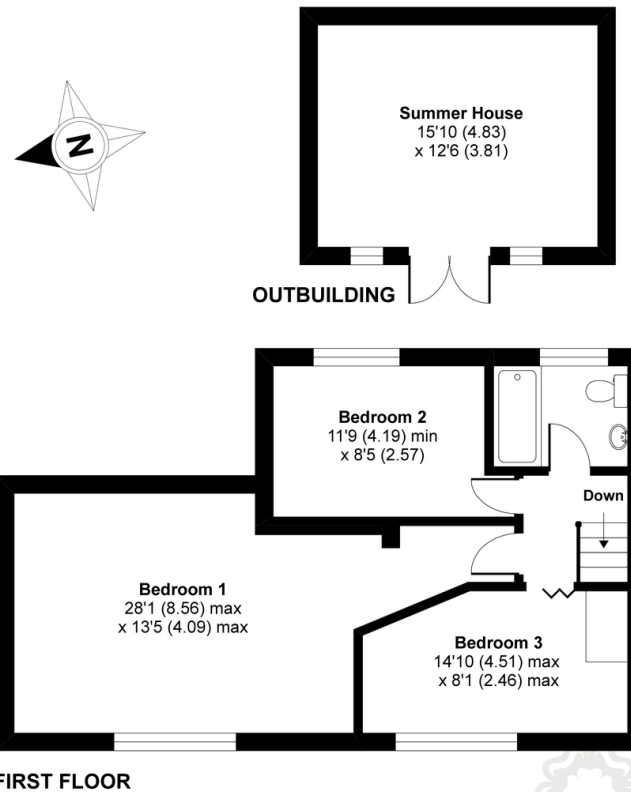 Summer House
15'10 (4.83)
x 12'6 (3.81)
N
OUTBUILDING
Bedroom 2
11'9 (4.19) min
x 8'5 (2.57)
Down
Bedroom 1
28'1 (8.56) max
x 13'5 (4.09) max
Bedroom 3
14'10 (4.51) max
x 8'1 (2.46) max
FIRST FLOOR